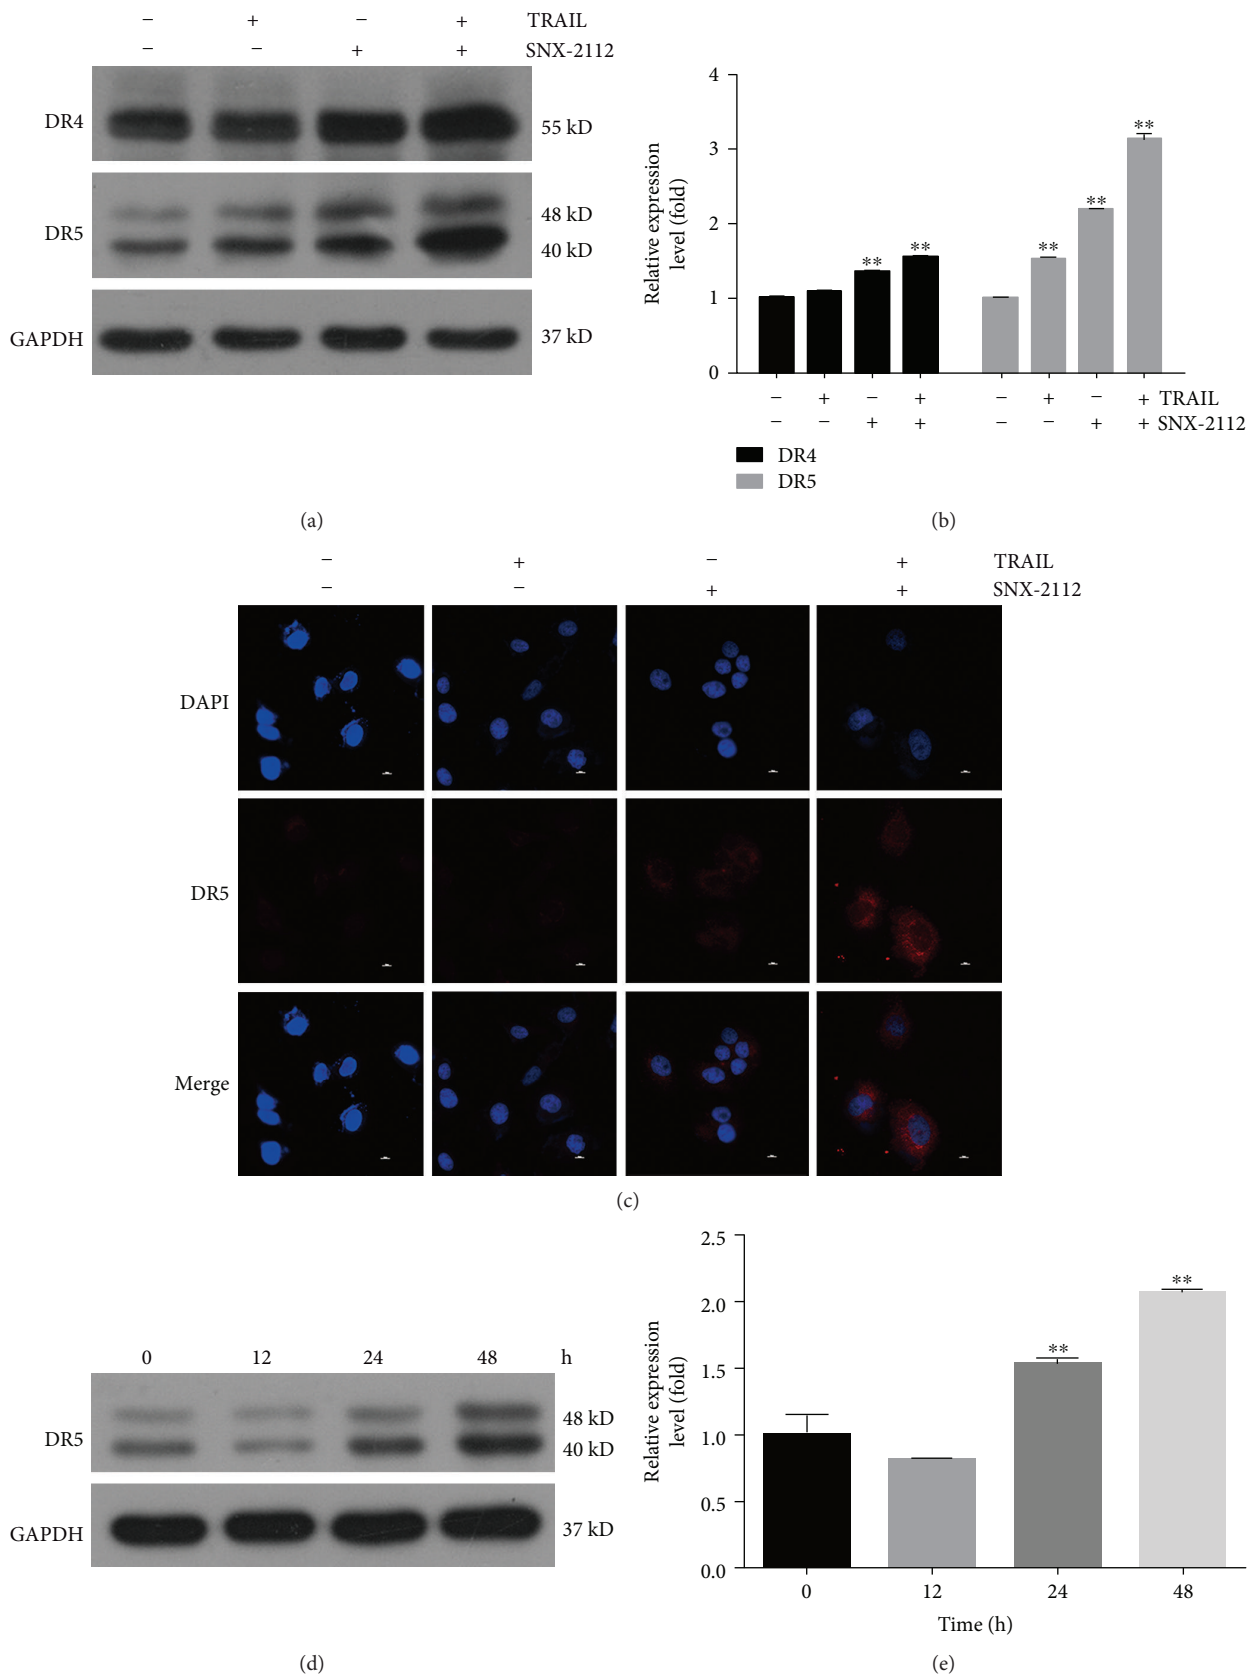 − + − + TRAIL
− − + + SNX-2112
DR4
55 kD
DR5
48 kD
40 kD
GAPDH
37 kD
(a)
Relative expression
level (fold)
4
3
2
1
0
** ** ** ** **
− + − + − + − + TRAIL
− − + + − − + + SNX-2112
DR4
DR5
(b)
− + − + TRAIL
− − + + SNX-2112
DAPI
DR5
Merge
(c)
0 12 24 48 h
DR5
48 kD
40 kD
GAPDH
37 kD
(d)
Relative expression
level (fold)
2.5
2.0
1.5
1.0
0.5
0.0
** **
0 12 24 48
Time (h)
(e)